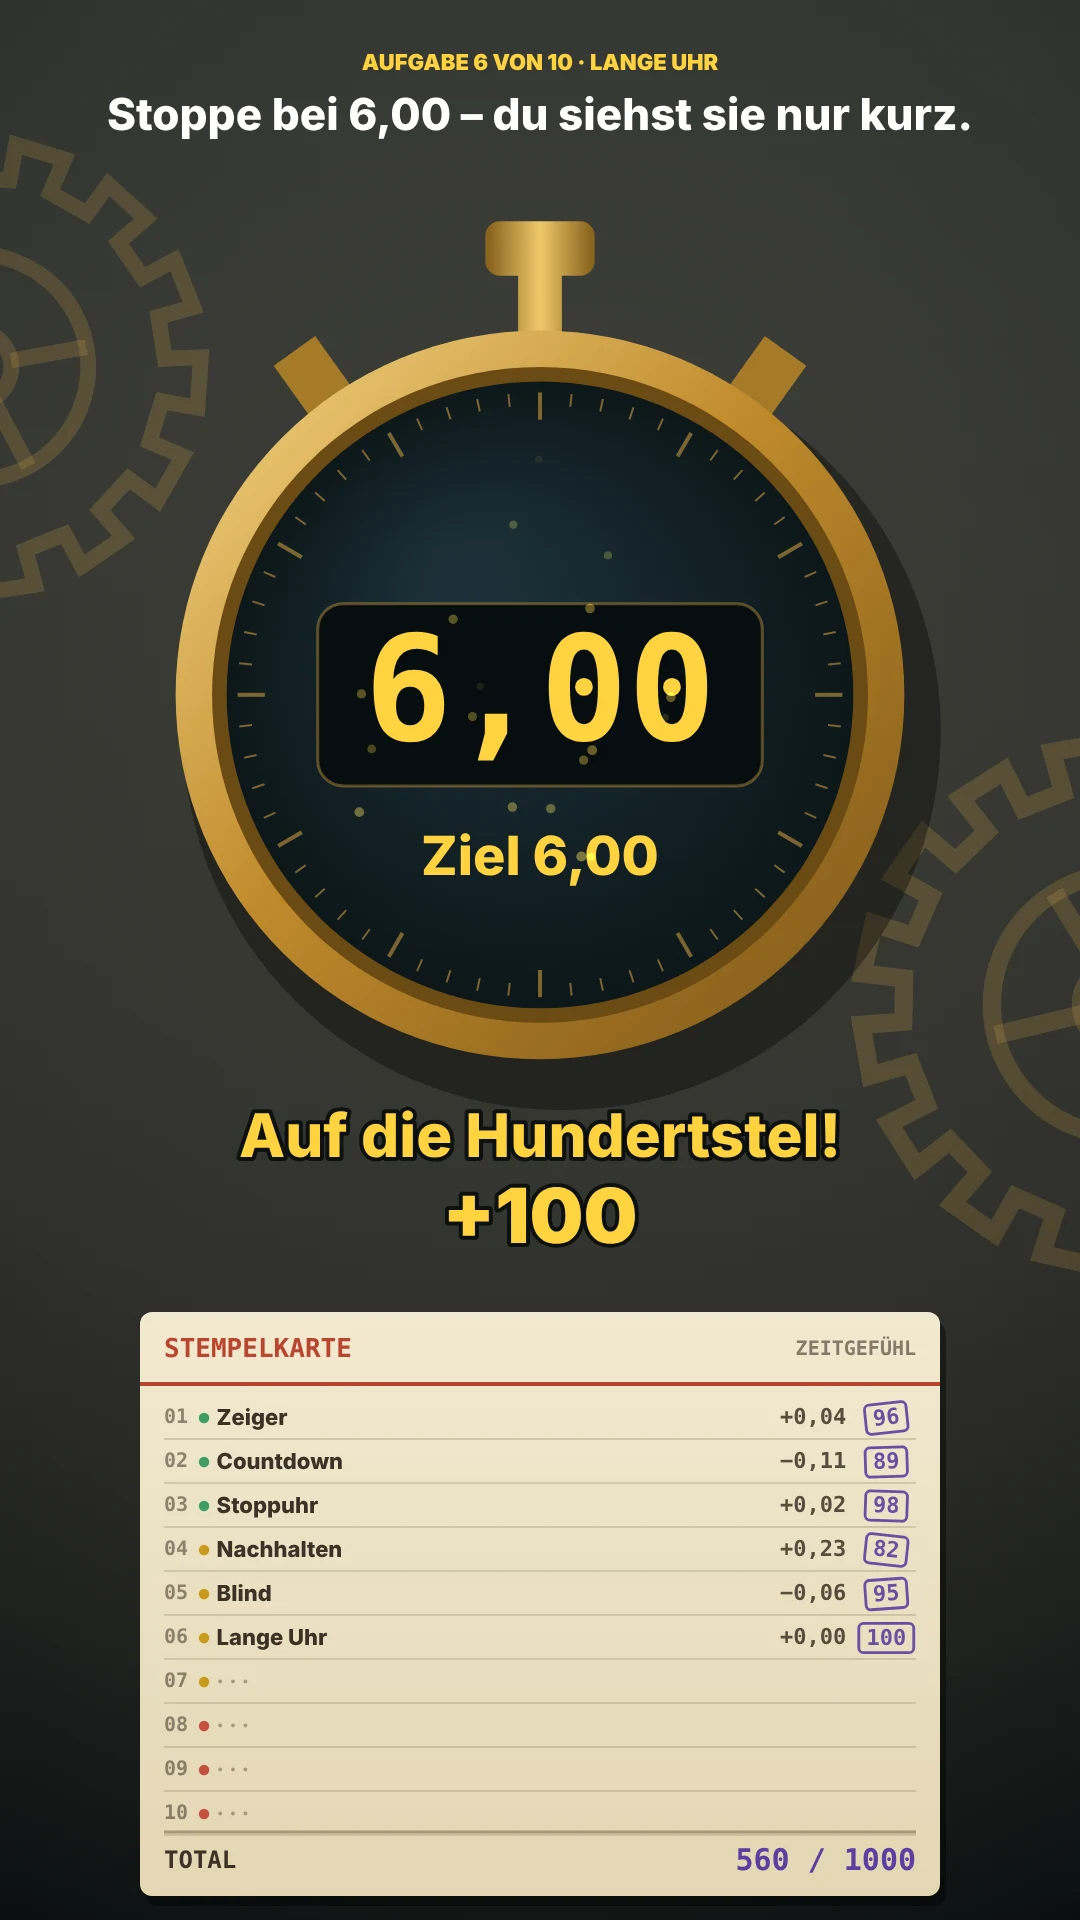 AUFGABE 6 VON 10 · LANGE UHR
Stoppe bei 6,00 – du siehst sie nur kurz.
6,00
Ziel 6,00
Auf die Hundertstel!
+100
STEMPELKARTE ZEITGEFÜHL
01 Zeiger +0,04 96
02 Countdown −0,11 89
03 Stoppuhr +0,02 98
04 Nachhalten +0,23 82
05 Blind −0,06 95
06 Lange Uhr +0,00 100
07 ···
08 ···
09 ···
10 ···
TOTAL 560 / 1000